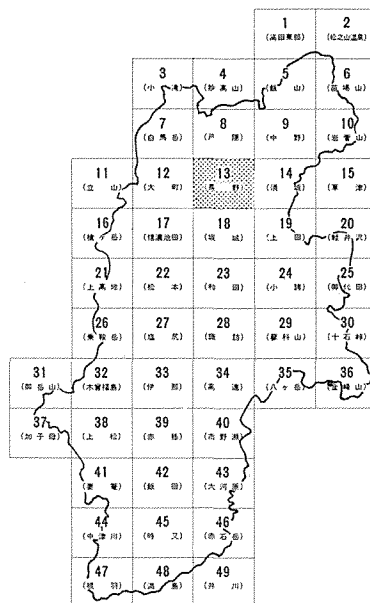 1 2
(高田東部) (松之山温泉)
3 4 5 6
(小滝) (妙高山) (飯山) (苗場山)
7 8 9 10
(白馬岳) (戸隠) (中野) (岩菅山)
11 12 13 14 15
(立山) (大町) (長野) (須坂) (草津)
16 17 18 19 20
(槍ヶ岳) (信濃池田) (坂城) (上田) (軽井沢)
21 22 23 24 25
(上高地) (松本) (和田) (小諸) (御代田)
26 27 28 29 30
(乗鞍岳) (塩尻) (諏訪) (蓼科山) (十石峠)
31 32 33 34 35 36
(御岳山) (木曽福島) (伊那) (高遠) (八ヶ岳) (金峰山)
37 38 39 40
(加子母) (上松) (赤穂) (市野瀬)
41 42 43
(妻篭) (飯田) (大河原)
44 45 46
(中津川) (時又) (赤石岳)
47 48 49
(根羽) (満島) (井川)